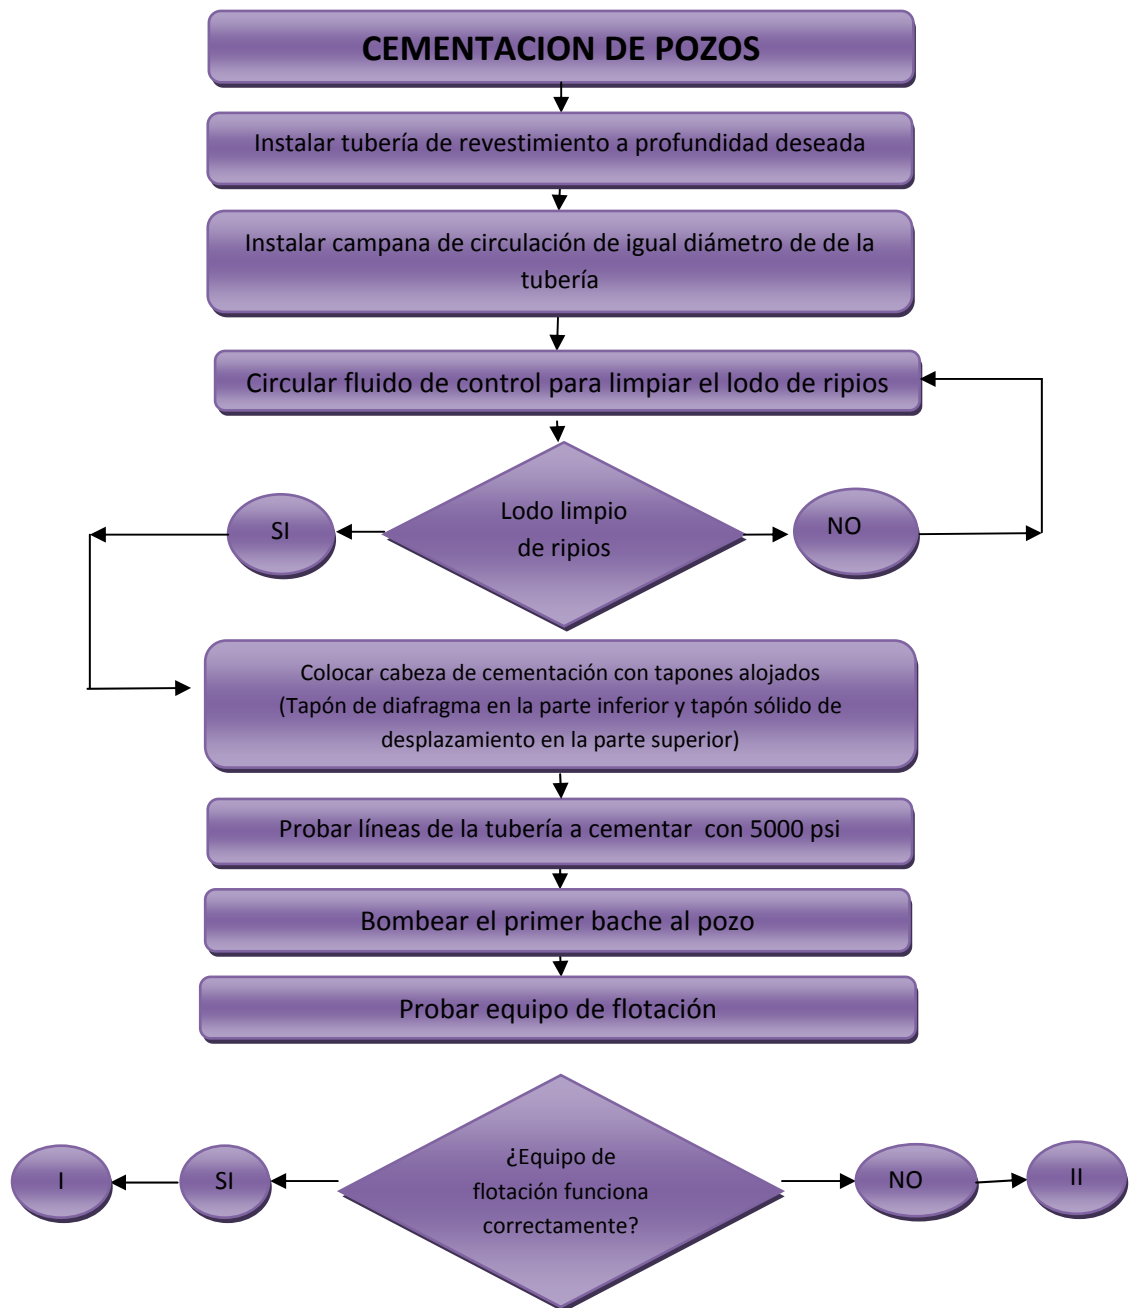 CEMENTACION DE POZOS
Instalar tubería de revestimiento a profundidad deseada
Instalar campana de circulación de igual diámetro de de la
tubería
Circular fluido de control para limpiar el lodo de ripios
Lodo limpio
de ripios
SI
NO
Colocar cabeza de cementación con tapones alojados
(Tapón de diafragma en la parte inferior y tapón sólido de
desplazamiento en la parte superior)
Probar líneas de la tubería a cementar con 5000 psi
Bombear el primer bache al pozo
Probar equipo de flotación
¿Equipo de
flotación funciona
correctamente?
I
SI
NO
II